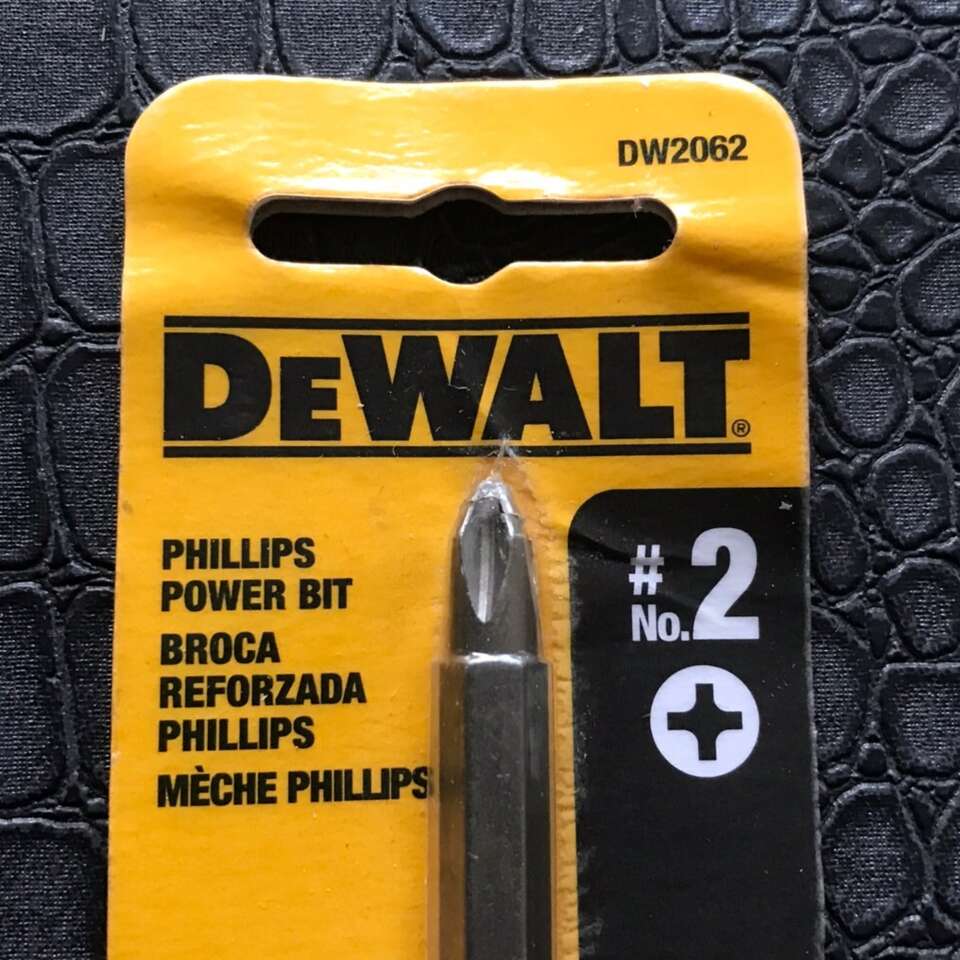 DW2062
DEWALT®
PHILLIPS
POWER BIT
BROCA
REFORZADA
PHILLIPS
MÈCHE PHILLIPS
# No. 2